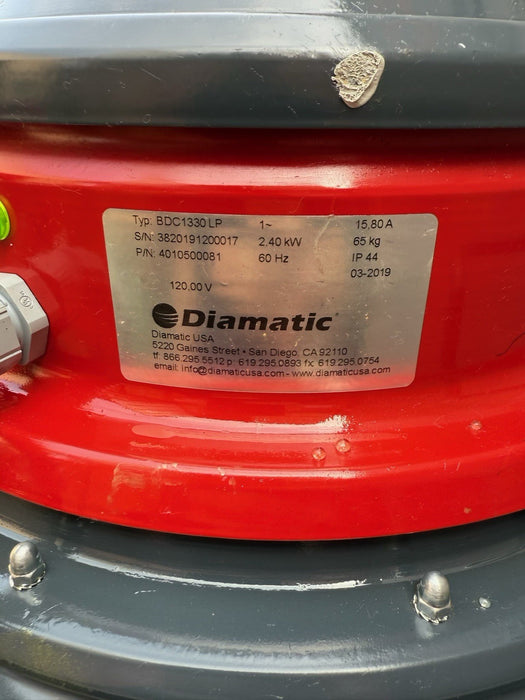 Typ: BDC1330 LP 1~ 15,80 A
S/N: 3820191200017 2.40 kW 65 kg
P/N: 4010500081 60 Hz IP 44
03-2019
120.00 V
Diamatic
Diamatic USA
5220 Gaines Street • San Diego, CA 92110
tf: 866.295.5512 p: 619.295.0893 fx: 619.295.0754
email: info@diamaticusa.com - www.diamaticusa.com